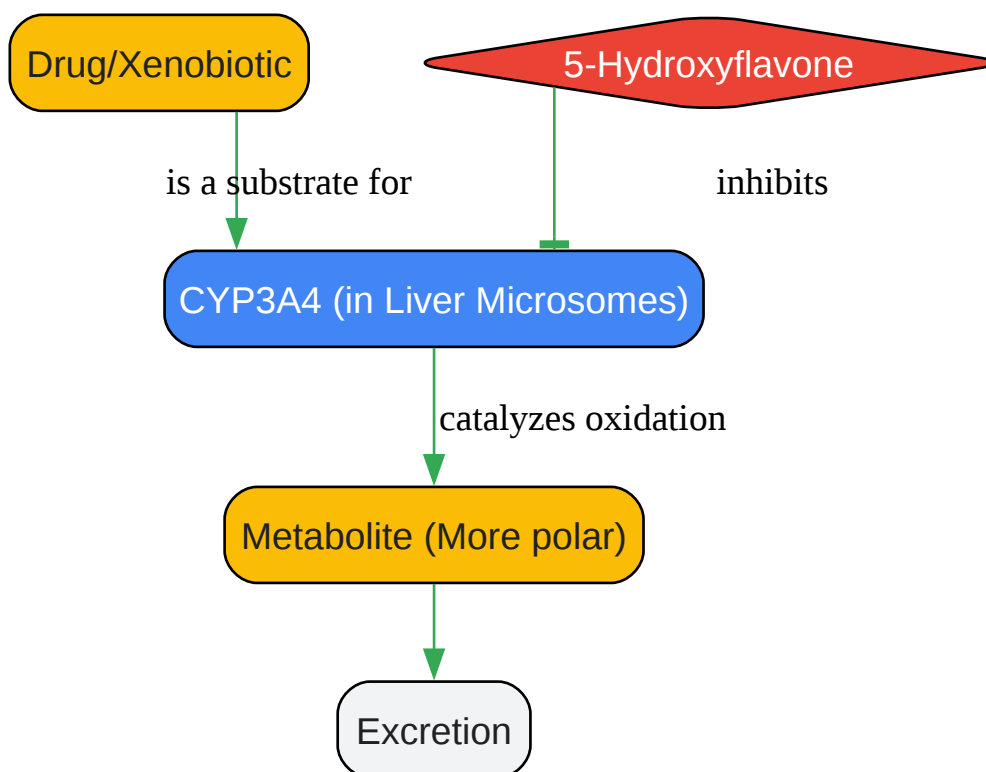 Drug/Xenobiotic
5-Hydroxyflavone
is a substrate for
inhibits
CYP3A4 (in Liver Microsomes)
catalyzes oxidation
Metabolite (More polar)
Excretion